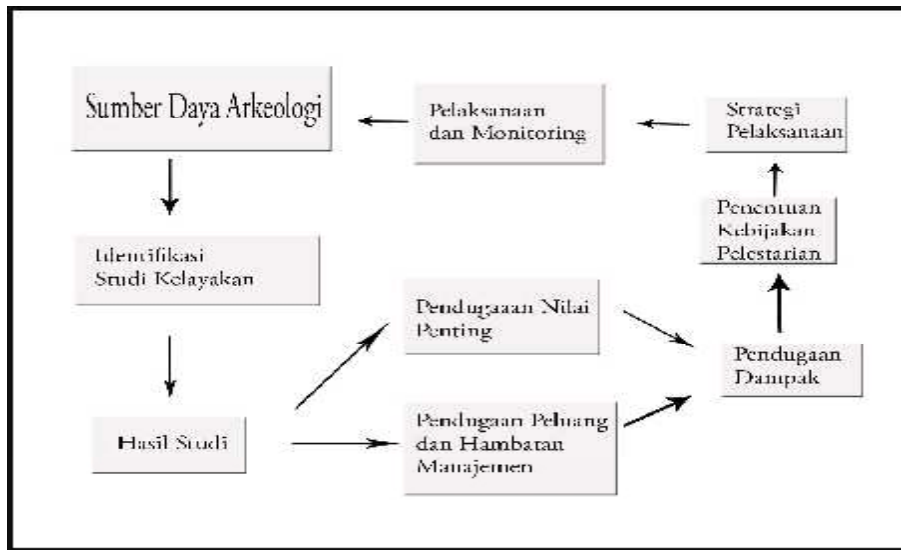 Sumber Daya Arkeologi
Pelaksanaan
dan Monitoring
Strategi
Pelaksanaan
Penentuan
Kebijakan
Pelestarian
Identifikasi
Studi Kelayakan
Pendugaaan Nilai
Penting
Pendugaan
Dampak
Hasil Studi
Pendugaan Peluang
dan Hambatan
Manajemen